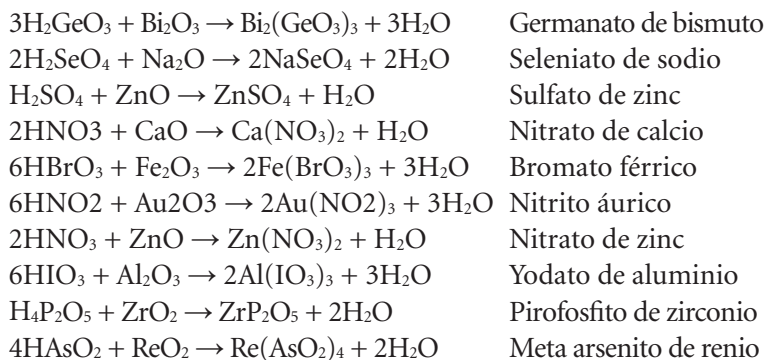 3H₂GeO₃ + Bi₂O₃ → Bi₂(GeO₃)₃ + 3H₂O Germanato de bismuto
2H₂SeO₄ + Na₂O → 2NaSeO₄ + 2H₂O Seleniato de sodio
H₂SO₄ + ZnO → ZnSO₄ + H₂O Sulfato de zinc
2HNO3 + CaO → Ca(NO₃)₂ + H₂O Nitrato de calcio
6HBrO₃ + Fe₂O₃ → 2Fe(BrO₃)₃ + 3H₂O Bromato férrico
6HNO2 + Au2O3 → 2Au(NO2)₃ + 3H₂O Nitrito áurico
2HNO₃ + ZnO → Zn(NO₃)₂ + H₂O Nitrato de zinc
6HIO₃ + Al₂O₃ → 2Al(IO₃)₃ + 3H₂O Yodato de aluminio
H₄P₂O₅ + ZrO₂ → ZrP₂O₅ + 2H₂O Pirofosfito de zirconio
4HAsO₂ + ReO₂ → Re(AsO₂)₄ + 2H₂O Meta arsenito de renio